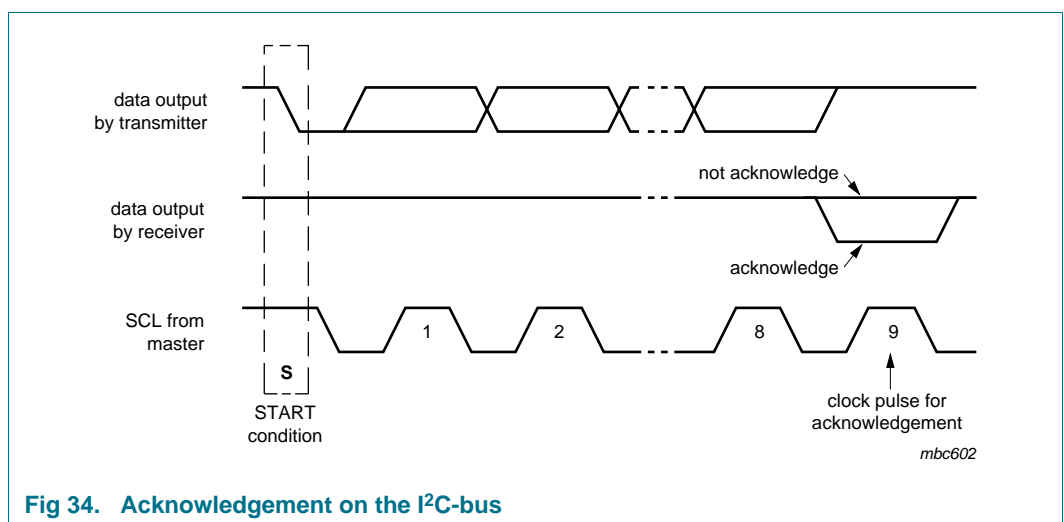 data output
by transmitter
not acknowledge
data output
by receiver
acknowledge
SCL from
master
1
2
8
9
S
START
condition
clock pulse for
acknowledgement
mbc602
Fig 34. Acknowledgement on the I²C-bus